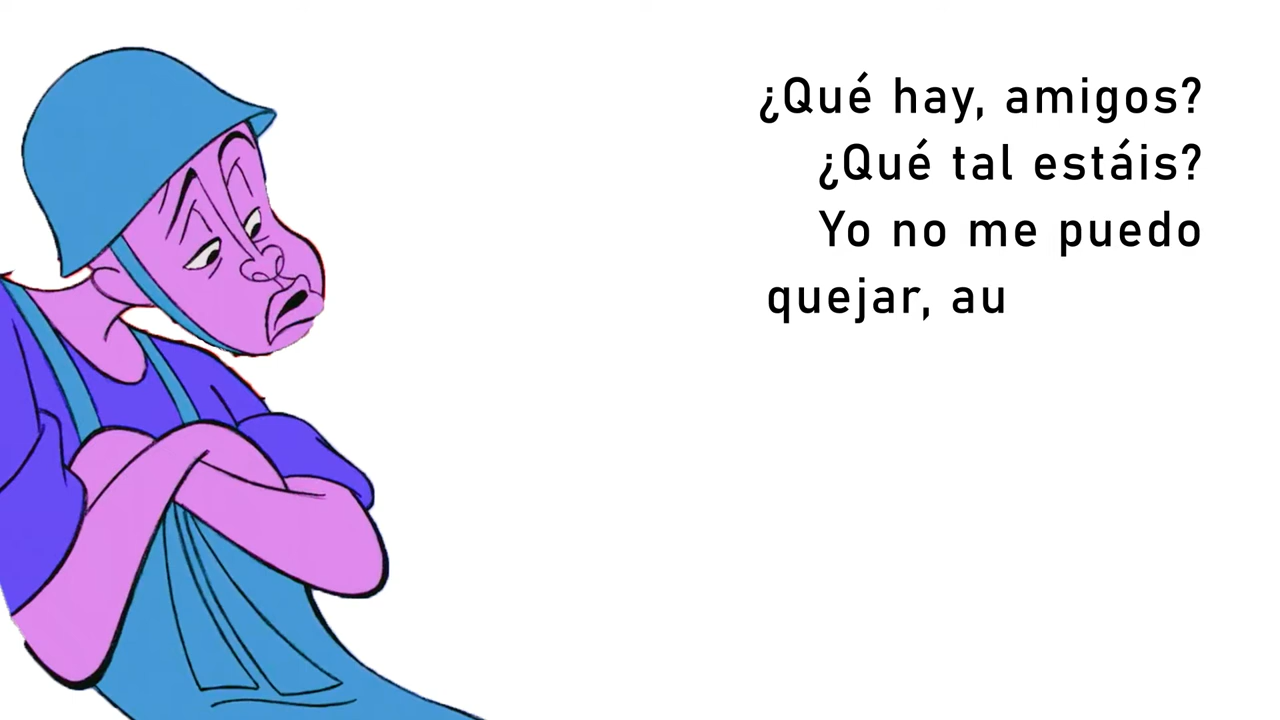 ¿Qué hay, amigos?
¿Qué tal estáis?
Yo no me puedo
quejar, au